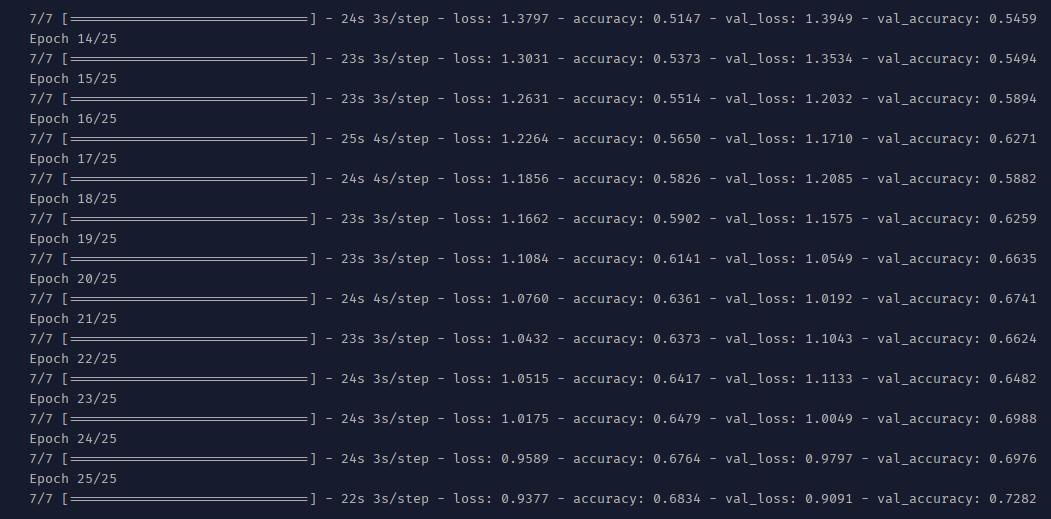 7/7 [==============================] - 24s 3s/step - loss: 1.3797 - accuracy: 0.5147 - val_loss: 1.3949 - val_accuracy: 0.5459
Epoch 14/25
7/7 [==============================] - 23s 3s/step - loss: 1.3031 - accuracy: 0.5373 - val_loss: 1.3534 - val_accuracy: 0.5494
Epoch 15/25
7/7 [==============================] - 23s 3s/step - loss: 1.2631 - accuracy: 0.5514 - val_loss: 1.2032 - val_accuracy: 0.5894
Epoch 16/25
7/7 [==============================] - 25s 4s/step - loss: 1.2264 - accuracy: 0.5650 - val_loss: 1.1710 - val_accuracy: 0.6271
Epoch 17/25
7/7 [==============================] - 24s 4s/step - loss: 1.1856 - accuracy: 0.5826 - val_loss: 1.2085 - val_accuracy: 0.5882
Epoch 18/25
7/7 [==============================] - 23s 3s/step - loss: 1.1662 - accuracy: 0.5902 - val_loss: 1.1575 - val_accuracy: 0.6259
Epoch 19/25
7/7 [==============================] - 23s 3s/step - loss: 1.1084 - accuracy: 0.6141 - val_loss: 1.0549 - val_accuracy: 0.6635
Epoch 20/25
7/7 [==============================] - 24s 4s/step - loss: 1.0760 - accuracy: 0.6361 - val_loss: 1.0192 - val_accuracy: 0.6741
Epoch 21/25
7/7 [==============================] - 23s 3s/step - loss: 1.0432 - accuracy: 0.6373 - val_loss: 1.1043 - val_accuracy: 0.6624
Epoch 22/25
7/7 [==============================] - 24s 3s/step - loss: 1.0515 - accuracy: 0.6417 - val_loss: 1.1133 - val_accuracy: 0.6482
Epoch 23/25
7/7 [==============================] - 24s 3s/step - loss: 1.0175 - accuracy: 0.6479 - val_loss: 1.0049 - val_accuracy: 0.6988
Epoch 24/25
7/7 [==============================] - 24s 3s/step - loss: 0.9589 - accuracy: 0.6764 - val_loss: 0.9797 - val_accuracy: 0.6976
Epoch 25/25
7/7 [==============================] - 22s 3s/step - loss: 0.9377 - accuracy: 0.6834 - val_loss: 0.9091 - val_accuracy: 0.7282